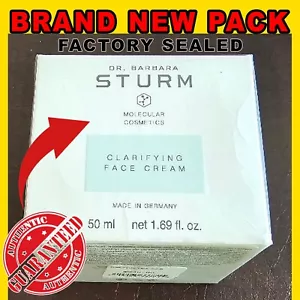 BRAND NEW PACK
FACTORY SEALED
DR. BARBARA
STURM
MOLECULAR
COSMETICS
CLARIFYING
FACE CREAM
MADE IN GERMANY
50 ml net 1.69 fl. oz.
AUTHENTIC
GUARANTEED
AUTHENTIC